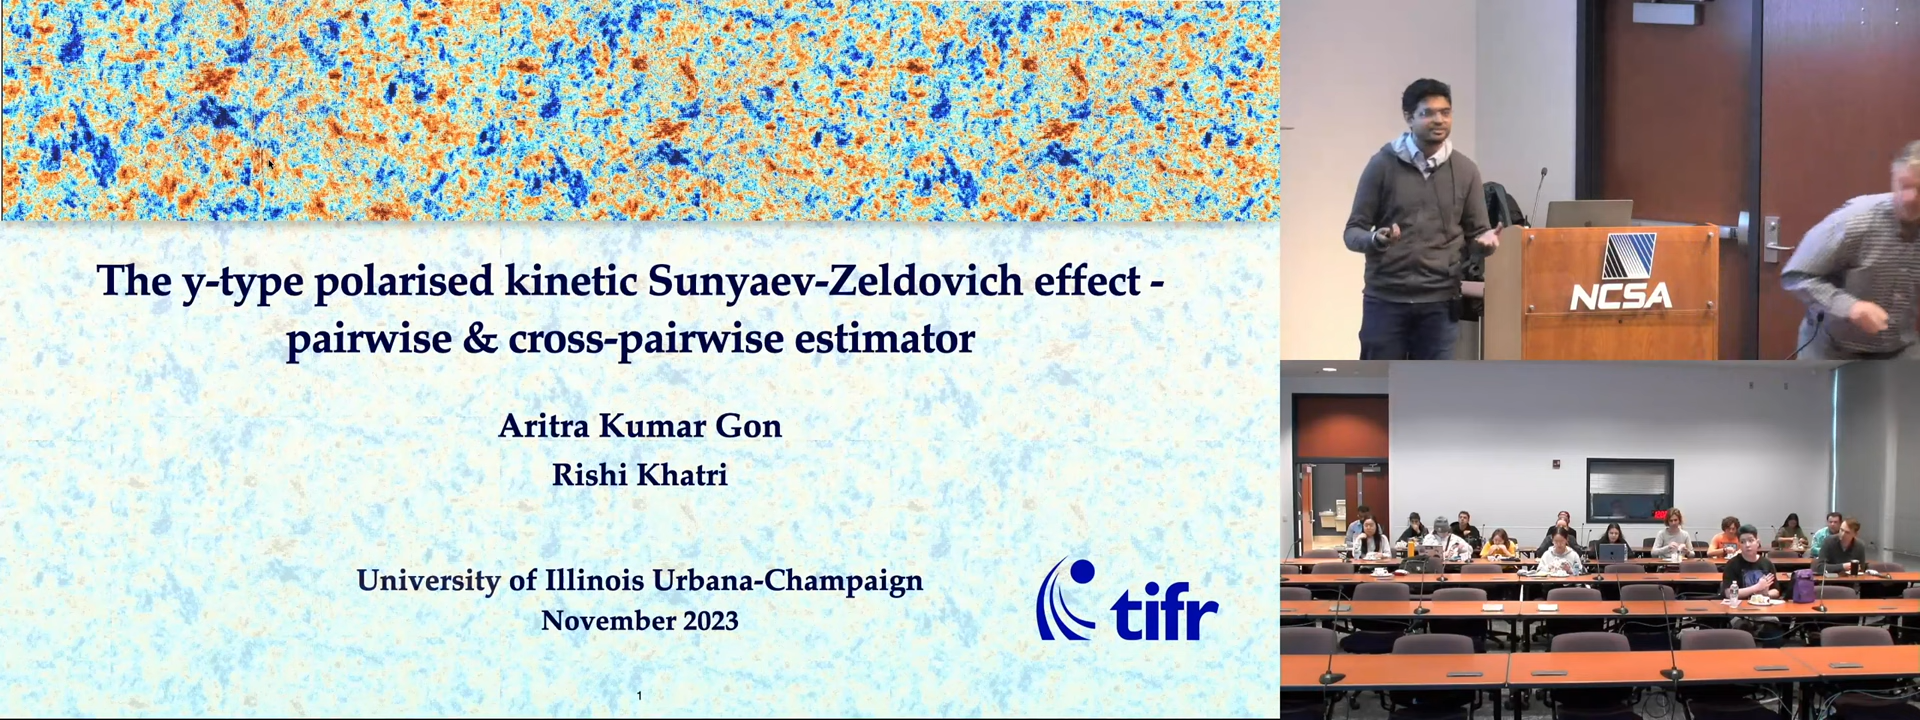 The y-type polarised kinetic Sunyaev-Zeldovich effect -
pairwise & cross-pairwise estimator
Aritra Kumar Gon
Rishi Khatri
University of Illinois Urbana-Champaign
November 2023
tifr
1
NCSA